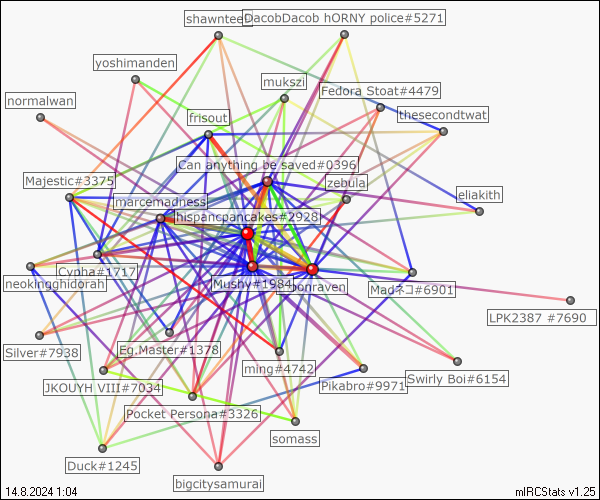 shawntee
DacobDacob hORNY police#5271
yoshimanden
mukszi
Fedora Stoat#4479
normalwan
frisout
thesecondtwat
Can anything be saved#0396
Majestic#3375
zebula
marcemadness
eliakith
hispancpancakes#2928
neokingghidorah
Cypha#1717
Mushy#1984
oonraven
Madネコ#6901
LPK2387 #7690
Silver#7938
Eg.Master#1378
ming#4742
JKOUYH VIII#7034
Pikabro#9971
Swirly Boi#6154
Pocket Persona#3326
somass
Duck#1245
bigcitysamurai
14.8.2024 1:04
mIRCStats v1.25